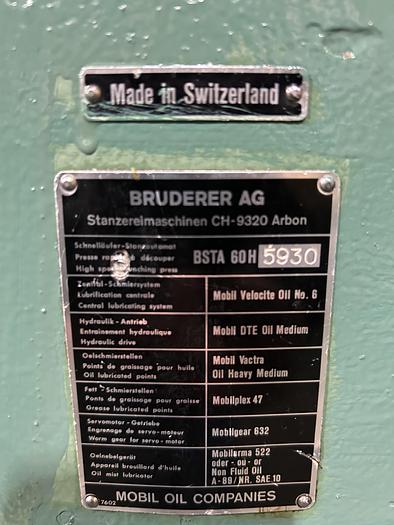 Made in Switzerland
BRUDERER AG
Stanzereimaschinen CH-9320 Arbon
Schnelläufer-Stanzautomat
Presse rapide à découper
High speed punching press
BSTA 60H 5930
Zentral-Schmiersystem
Lubrification centrale
Central lubricating system
Mobil Velocite Oil No. 6
Hydraulik - Antrieb
Entrainement hydraulique
Hydraulic drive
Mobil DTE Oil Medium
Oelschmierstellen
Points de graissage pour huile
Oil lubricated points
Mobil Vactra
Oil Heavy Medium
Fett - Schmierstellen
Ponts de graissage pour graisse
Grease lubricated points
Mobilplex 47
Servomotor - Getriebe
Engrenage de servo-moteur
Worm gear for servo-motor
Mobilgear 632
Oelnebelgerät
Appareil brouillard d'huile
Oil mist lubricator
Mobilarma 522
oder - ou - or
Non Fluid Oil
A-89/NR. SAE 10
7602
MOBIL OIL COMPANIES